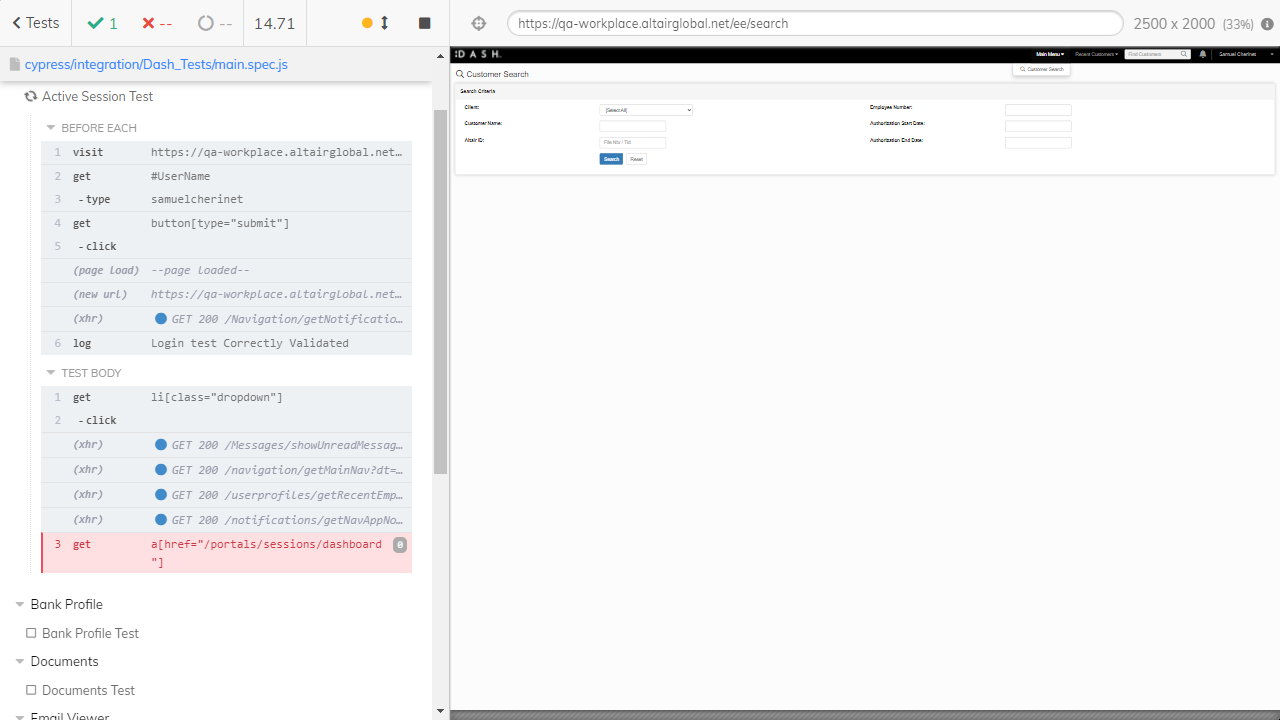 Tests
1
--
--
14.71
https://qa-workplace.altairglobal.net/ee/search
2500 x 2000 (33%)
cypress/integration/Dash_Tests/main.spec.js
Active Session Test
BEFORE EACH
1 visit https://qa-workplace.altairglobal.net…
2 get #UserName
3 -type samuelcherinet
4 get button[type="submit"]
5 -click
(page load) --page loaded--
(new url) https://qa-workplace.altairglobal.net…
(xhr) GET 200 /Navigation/getNotificatio…
6 log Login test Correctly Validated
TEST BODY
1 get li[class="dropdown"]
2 -click
(xhr) GET 200 /Messages/showUnreadMessag…
(xhr) GET 200 /navigation/getMainNav?dt=…
(xhr) GET 200 /userprofiles/getRecentEmp…
(xhr) GET 200 /notifications/getNavAppNo…
3 get a[href="/portals/sessions/dashboard 0
"]
Bank Profile
Bank Profile Test
Documents
Documents Test
Email Viewer
:DASH.
Main Menu
Recent Customers
Find Customers
Samuel Cherinet
Customer Search
Customer Search
Search Criteria
Client: [Select All] Employee Number:
Customer Name: Authorization Start Date:
Altair ID: File Nbr / TId Authorization End Date:
Search Reset